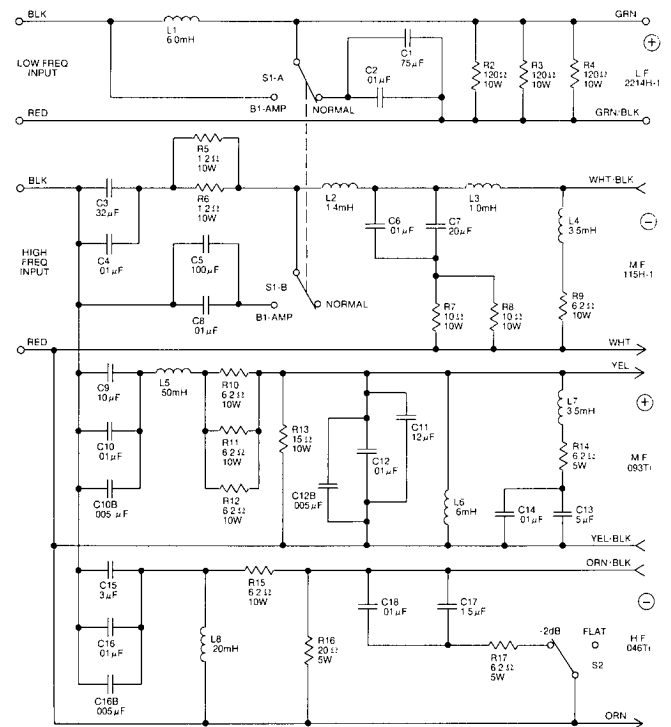 BLK
GRN
L1
6.0mH
C1
75µF
C2
.01µF
R2
120Ω
10W
R3
120Ω
10W
R4
120Ω
10W
+
LOW FREQ
INPUT
S1-A
B1-AMP
NORMAL
L F
2214H-1
RED
GRN/BLK
R5
1.2Ω
10W
BLK
WHT-BLK
C3
32µF
R6
1.2Ω
10W
L2
1.4mH
L3
1.0mH
C6
.01µF
C7
20µF
L4
3.5mH
−
C4
.01µF
C5
100µF
HIGH
FREQ
INPUT
M F
115H-1
S1-B
NORMAL
B1-AMP
C8
.01µF
R7
10Ω
10W
R8
10Ω
10W
R9
6.2Ω
10W
RED
WHT
YEL
C9
10µF
L5
.50mH
R10
6.2Ω
10W
L7
3.5mH
+
C10
.01µF
R11
6.2Ω
10W
R13
15Ω
10W
C11
12µF
R14
6.2Ω
5W
C12
.01µF
M F
093Ti
C10B
.005µF
R12
6.2Ω
10W
C12B
.005µF
L6
.6mH
C14
.01µF
C13
5µF
YEL-BLK
ORN-BLK
C15
3µF
R15
6.2Ω
10W
−
C16
.01µF
L8
.20mH
C18
.01µF
C17
1.5µF
-2dB
FLAT
H F
046Ti
R16
20Ω
5W
R17
6.2Ω
5W
S2
C16B
.005µF
ORN